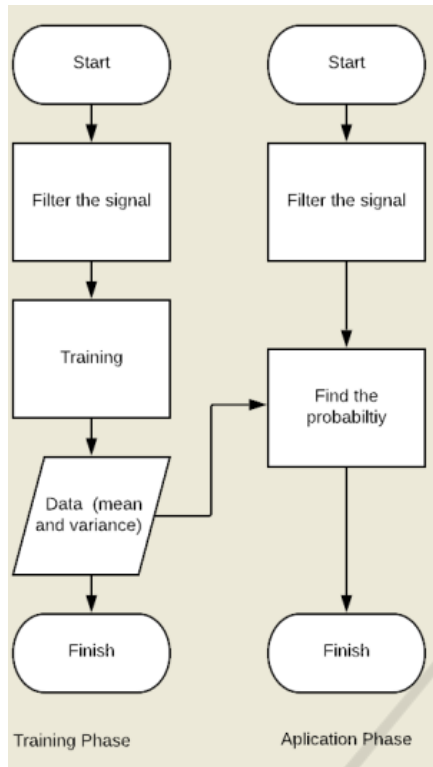 Start
Filter the signal
Training
Data (mean
and variance)
Finish
Training Phase
Start
Filter the signal
Find the
probabiltiy
Finish
Aplication Phase